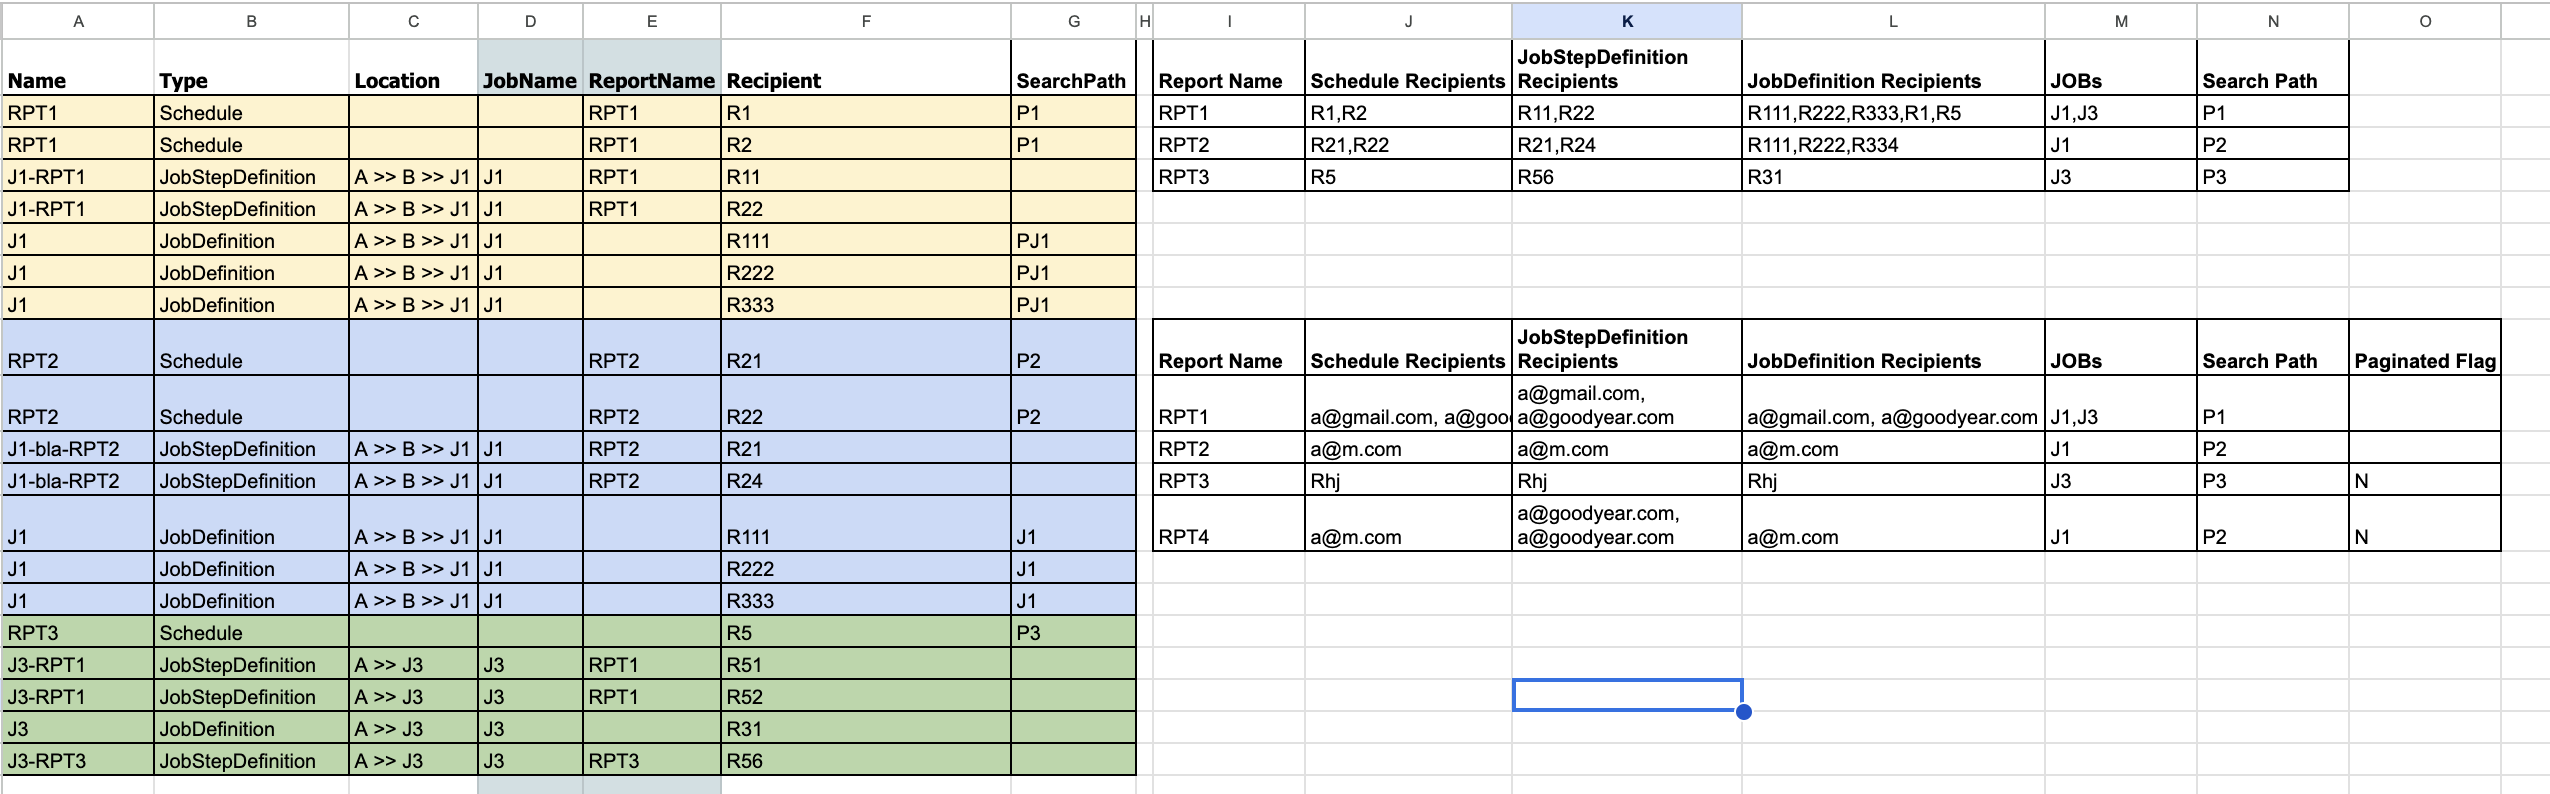 A B C D E F G H I J K L M N O
JobStepDefinition
Name Type Location JobName ReportName Recipient SearchPath Report Name Schedule Recipients Recipients JobDefinition Recipients JOBs Search Path
RPT1 Schedule RPT1 R1 P1 RPT1 R1,R2 R11,R22 R111,R222,R333,R1,R5 J1,J3 P1
RPT1 Schedule RPT1 R2 P1 RPT2 R21,R22 R21,R24 R111,R222,R334 J1 P2
J1-RPT1 JobStepDefinition A >> B >> J1 J1 RPT1 R11 RPT3 R5 R56 R31 J3 P3
J1-RPT1 JobStepDefinition A >> B >> J1 J1 RPT1 R22
J1 JobDefinition A >> B >> J1 J1 R111 PJ1
J1 JobDefinition A >> B >> J1 J1 R222 PJ1
J1 JobDefinition A >> B >> J1 J1 R333 PJ1
JobStepDefinition
RPT2 Schedule RPT2 R21 P2 Report Name Schedule Recipients Recipients JobDefinition Recipients JOBs Search Path Paginated Flag
a@gmail.com,
RPT2 Schedule RPT2 R22 P2 RPT1 a@gmail.com, a@goo a@goodyear.com a@gmail.com, a@goodyear.com J1,J3 P1
J1-bla-RPT2 JobStepDefinition A >> B >> J1 J1 RPT2 R21 RPT2 a@m.com a@m.com a@m.com J1 P2
J1-bla-RPT2 JobStepDefinition A >> B >> J1 J1 RPT2 R24 RPT3 Rhj Rhj Rhj J3 P3 N
a@goodyear.com,
J1 JobDefinition A >> B >> J1 J1 R111 J1 RPT4 a@m.com a@goodyear.com a@m.com J1 P2 N
J1 JobDefinition A >> B >> J1 J1 R222 J1
J1 JobDefinition A >> B >> J1 J1 R333 J1
RPT3 Schedule R5 P3
J3-RPT1 JobStepDefinition A >> J3 J3 RPT1 R51
J3-RPT1 JobStepDefinition A >> J3 J3 RPT1 R52
J3 JobDefinition A >> J3 J3 R31
J3-RPT3 JobStepDefinition A >> J3 J3 RPT3 R56